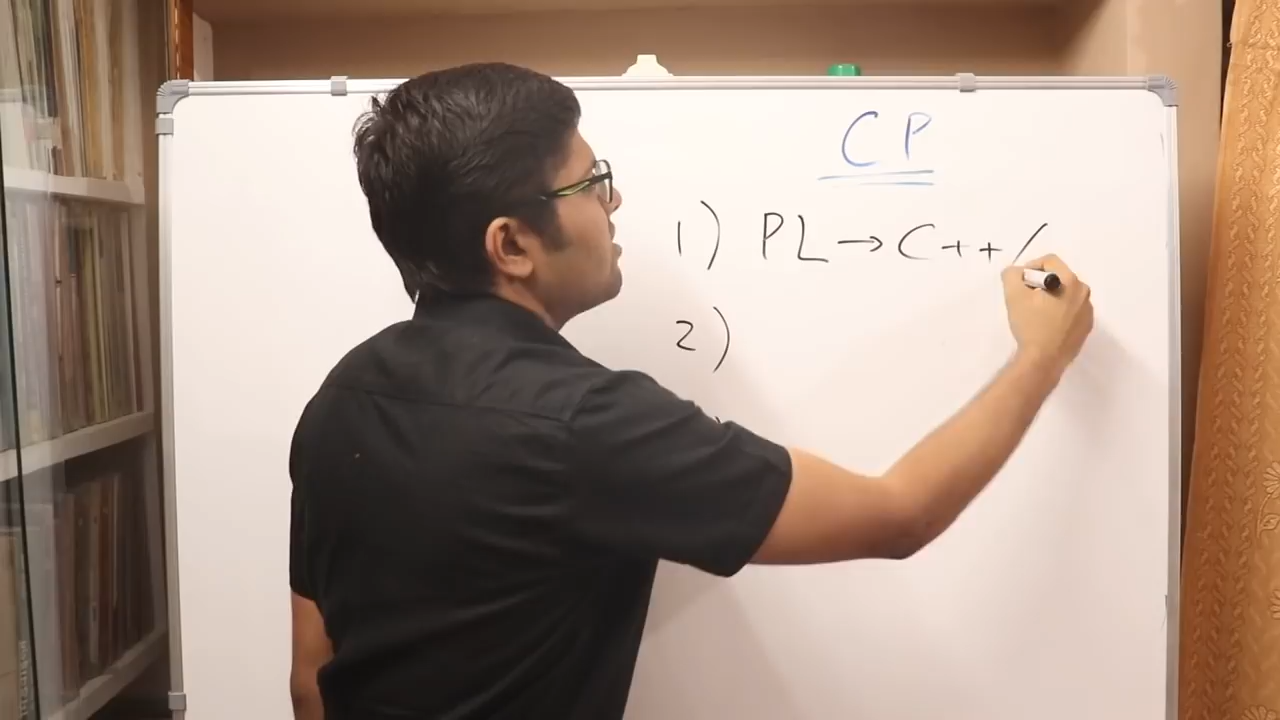 CP
1) PL → C++/
2)